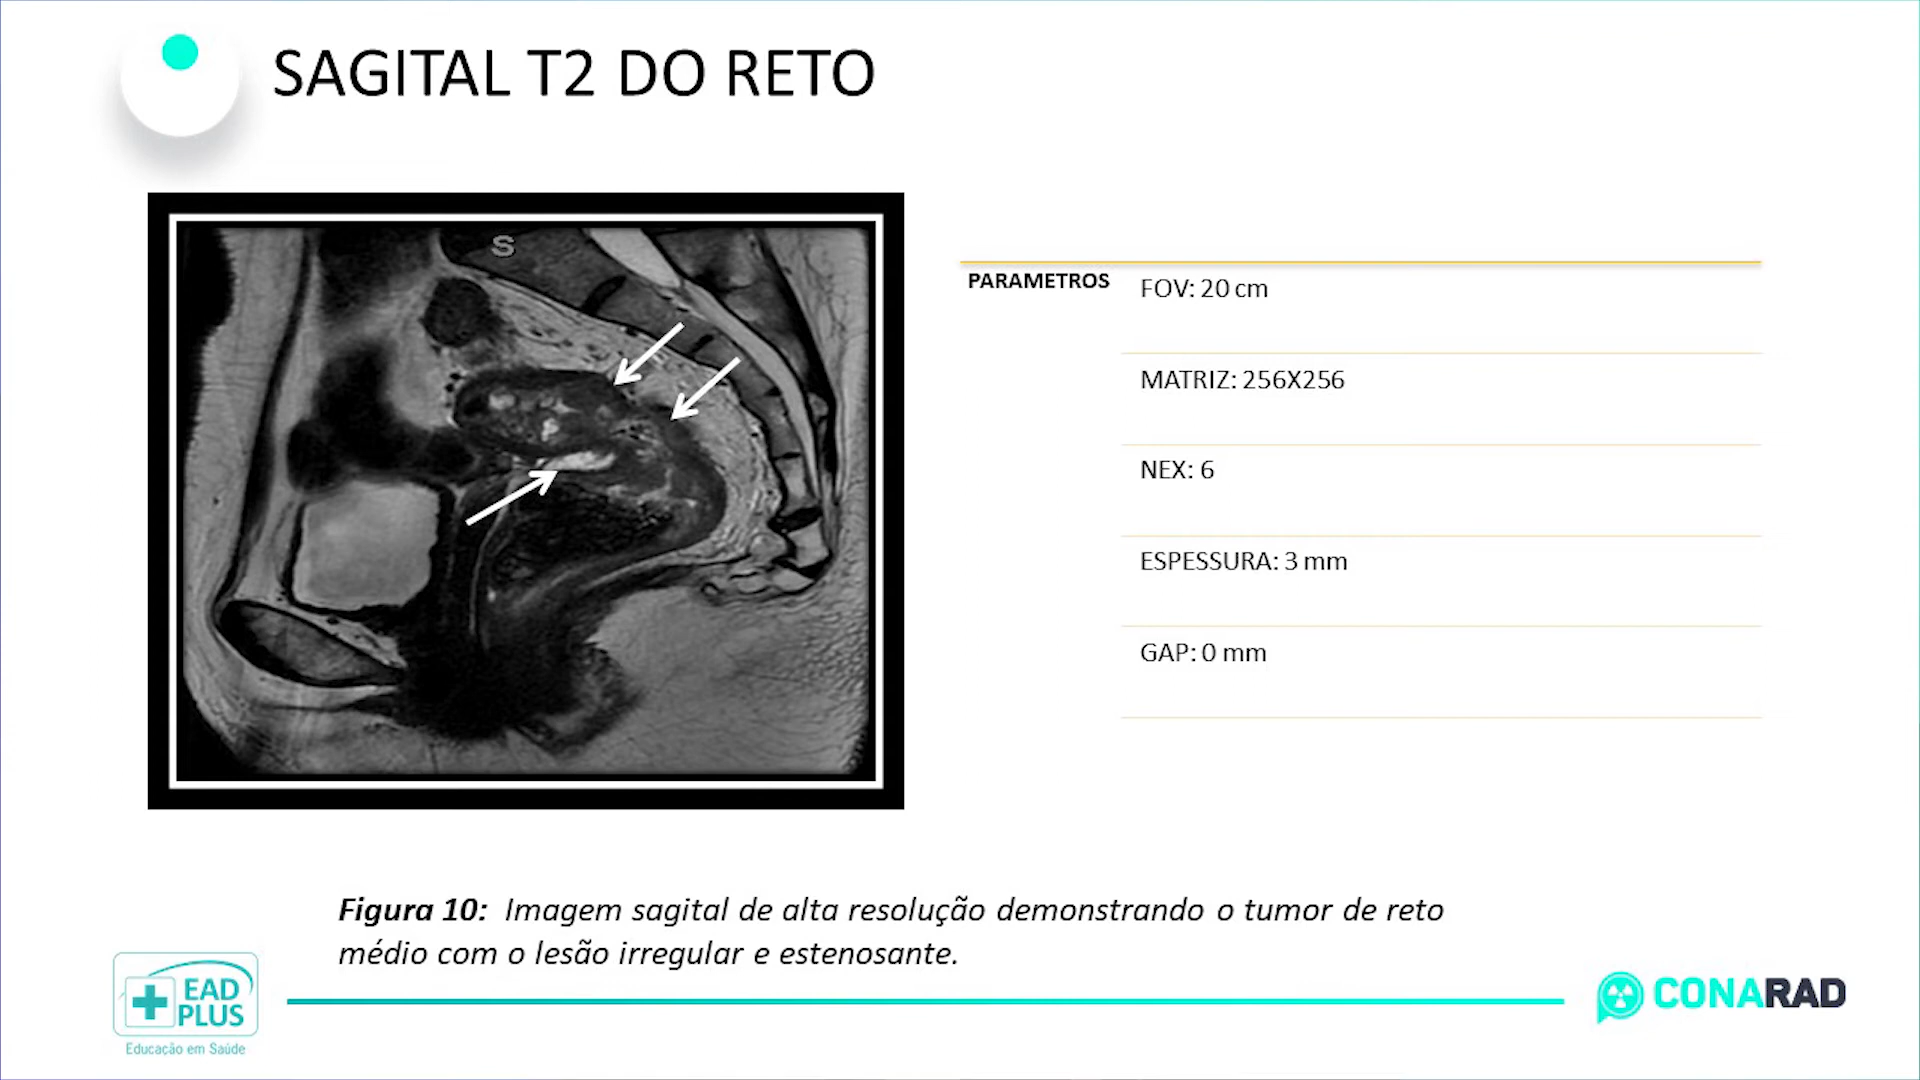 SAGITAL T2 DO RETO
S
PARAMETROS
FOV: 20 cm
MATRIZ: 256X256
NEX: 6
ESPESSURA: 3 mm
GAP: 0 mm
Figura 10: Imagem sagital de alta resolução demonstrando o tumor de reto
médio com o lesão irregular e estenosante.
EAD
PLUS
Educação em Saúde
CONARAD